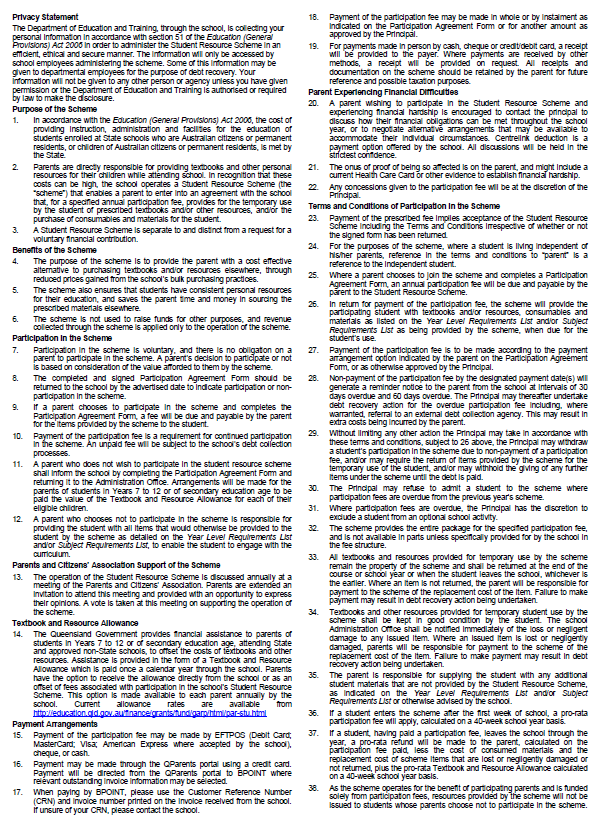 Privacy Statement
The Department of Education and Training, through the school, is collecting your
personal information in accordance with section 51 of the Education (General
Provisions) Act 2006 in order to administer the Student Resource Scheme in an
efficient, ethical and secure manner. The information will only be accessed by
school employees administering the scheme. Some of this information may be
given to departmental employees for the purpose of debt recovery. Your
information will not be given to any other person or agency unless you have given
permission or the Department of Education and Training is authorised or required
by law to make the disclosure.
Purpose of the Scheme
1. In accordance with the Education (General Provisions) Act 2006, the cost of
providing instruction, administration and facilities for the education of
students enrolled at State schools who are Australian citizens or permanent
residents, or children of Australian citizens or permanent residents, is met by
the State.
2. Parents are directly responsible for providing textbooks and other personal
resources for their children while attending school. In recognition that these
costs can be high, the school operates a Student Resource Scheme (the
"scheme") that enables a parent to enter into an agreement with the school
that, for a specified annual participation fee, provides for the temporary use
by the student of prescribed textbooks and/or other resources, and/or the
purchase of consumables and materials for the student.
3. A Student Resource Scheme is separate to and distinct from a request for a
voluntary financial contribution.
Benefits of the Scheme
4. The purpose of the scheme is to provide the parent with a cost effective
alternative to purchasing textbooks and/or resources elsewhere, through
reduced prices gained from the school's bulk purchasing practices.
5. The scheme also ensures that students have consistent personal resources
for their education, and saves the parent time and money in sourcing the
prescribed materials elsewhere.
6. The scheme is not used to raise funds for other purposes, and revenue
collected through the scheme is applied only to the operation of the scheme.
Participation in the Scheme
7. Participation in the scheme is voluntary, and there is no obligation on a
parent to participate in the scheme. A parent's decision to participate or not
is based on consideration of the value afforded to them by the scheme.
8. The completed and signed Participation Agreement Form should be
returned to the school by the advertised date to indicate participation or non-
participation in the scheme.
9. If a parent chooses to participate in the scheme and completes the
Participation Agreement Form, a fee will be due and payable by the parent
for the items provided by the scheme to the student.
10. Payment of the participation fee is a requirement for continued participation
in the scheme. An unpaid fee will be subject to the school's debt collection
processes.
11. A parent who does not wish to participate in the student resource scheme
shall inform the school by completing the Participation Agreement Form and
returning it to the Administration Office. Arrangements will be made for the
parents of students in Years 7 to 12 or of secondary education age to be
paid the value of the Textbook and Resource Allowance for each of their
eligible children.
12. A parent who chooses not to participate in the scheme is responsible for
providing the student with all items that would otherwise be provided to the
student by the scheme as detailed on the Year Level Requirements List
and/or Subject Requirements List, to enable the student to engage with the
curriculum.
Parents and Citizens' Association Support of the Scheme
13. The operation of the Student Resource Scheme is discussed annually at a
meeting of the Parents and Citizens' Association. Parents are extended an
invitation to attend this meeting and provided with an opportunity to express
their opinions. A vote is taken at this meeting on supporting the operation of
the scheme.
Textbook and Resource Allowance
14. The Queensland Government provides financial assistance to parents of
students in Years 7 to 12 or of secondary education age, attending State
and approved non-State schools, to offset the costs of textbooks and other
resources. Assistance is provided in the form of a Textbook and Resource
Allowance which is paid once a calendar year through the school. Parents
have the option to receive the allowance directly from the school or as an
offset of fees associated with participation in the school's Student Resource
Scheme. This option is made available to each parent annually by the
school. Current allowance rates are available from
http://education.qld.gov.au/finance/grants/fund/garp/html/par-stu.html
Payment Arrangements
15. Payment of the participation fee may be made by EFTPOS (Debit Card;
MasterCard; Visa; American Express where accepted by the school),
cheque, or cash.
16. Payment may be made through the QParents portal using a credit card.
Payment will be directed from the QParents portal to BPOINT where
relevant outstanding invoice information may be selected.
17. When paying by BPOINT, please use the Customer Reference Number
(CRN) and invoice number printed on the invoice received from the school.
If unsure of your CRN, please contact the school.
18. Payment of the participation fee may be made in whole or by instalment as
indicated on the Participation Agreement Form or for another amount as
approved by the Principal.
19. For payments made in person by cash, cheque or credit/debit card, a receipt
will be provided to the payer. Where payments are received by other
methods, a receipt will be provided on request. All receipts and
documentation on the scheme should be retained by the parent for future
reference and possible taxation purposes.
Parent Experiencing Financial Difficulties
20. A parent wishing to participate in the Student Resource Scheme and
experiencing financial hardship is encouraged to contact the principal to
discuss how their financial obligations can be met throughout the school
year, or to negotiate alternative arrangements that may be available to
accommodate their individual circumstances. Centrelink deduction is a
payment option offered by the school. All discussions will be held in the
strictest confidence.
21. The onus of proof of being so affected is on the parent, and might include a
current Health Care Card or other evidence to establish financial hardship.
22. Any concessions given to the participation fee will be at the discretion of the
Principal.
Terms and Conditions of Participation in the Scheme
23. Payment of the prescribed fee implies acceptance of the Student Resource
Scheme including the Terms and Conditions irrespective of whether or not
the signed form has been returned.
24. For the purposes of the scheme, where a student is living independent of
his/her parents, reference in the terms and conditions to "parent" is a
reference to the independent student.
25. Where a parent chooses to join the scheme and completes a Participation
Agreement Form, an annual participation fee will be due and payable by the
parent to the Student Resource Scheme.
26. In return for payment of the participation fee, the scheme will provide the
participating student with textbooks and/or resources, consumables and
materials as listed on the Year Level Requirements List and/or Subject
Requirements List as being provided by the scheme, when due for the
student's use.
27. Payment of the participation fee is to be made according to the payment
arrangement option indicated by the parent on the Participation Agreement
Form, or as otherwise approved by the Principal.
28. Non-payment of the participation fee by the designated payment date(s) will
generate a reminder notice to the parent from the school at intervals of 30
days overdue and 60 days overdue. The Principal may thereafter undertake
debt recovery action for the overdue participation fee including, where
warranted, referral to an external debt collection agency. This may result in
extra costs being incurred by the parent.
29. Without limiting any other action the Principal may take in accordance with
these terms and conditions, subject to 26 above, the Principal may withdraw
a student's participation in the scheme due to non-payment of a participation
fee, and/or may require the return of items provided by the scheme for the
temporary use of the student, and/or may withhold the giving of any further
items under the scheme until the debt is paid.
30. The Principal may refuse to admit a student to the scheme where
participation fees are overdue from the previous year's scheme.
31. Where participation fees are overdue, the Principal has the discretion to
exclude a student from an optional school activity.
32. The scheme provides the entire package for the specified participation fee,
and is not available in parts unless specifically provided for by the school in
the fee structure.
33. All textbooks and resources provided for temporary use by the scheme
remain the property of the scheme and shall be returned at the end of the
course or school year or when the student leaves the school, whichever is
the earlier. Where an item is not returned, the parent will be responsible for
payment to the scheme of the replacement cost of the item. Failure to make
payment may result in debt recovery action being undertaken.
34. Textbooks and other resources provided for temporary student use by the
scheme shall be kept in good condition by the student. The school
Administration Office shall be notified immediately of the loss or negligent
damage to any issued item. Where an issued item is lost or negligently
damaged, parents will be responsible for payment to the scheme of the
replacement cost of the item. Failure to make payment may result in debt
recovery action being undertaken.
35. The parent is responsible for supplying the student with any additional
student materials that are not provided by the Student Resource Scheme,
as indicated on the Year Level Requirements List and/or Subject
Requirements List or otherwise advised by the school.
36. If a student enters the scheme after the first week of school, a pro-rata
participation fee will apply, calculated on a 40-week school year basis.
37. If a student, having paid a participation fee, leaves the school through the
year, a pro-rata refund will be made to the parent, calculated on the
participation fee paid, less the cost of consumed materials and the
replacement cost of scheme items that are lost or negligently damaged or
not returned, plus the pro-rata Textbook and Resource Allowance calculated
on a 40-week school year basis.
38. As the scheme operates for the benefit of participating parents and is funded
solely from participation fees, resources provided by the scheme will not be
issued to students whose parents choose not to participate in the scheme.